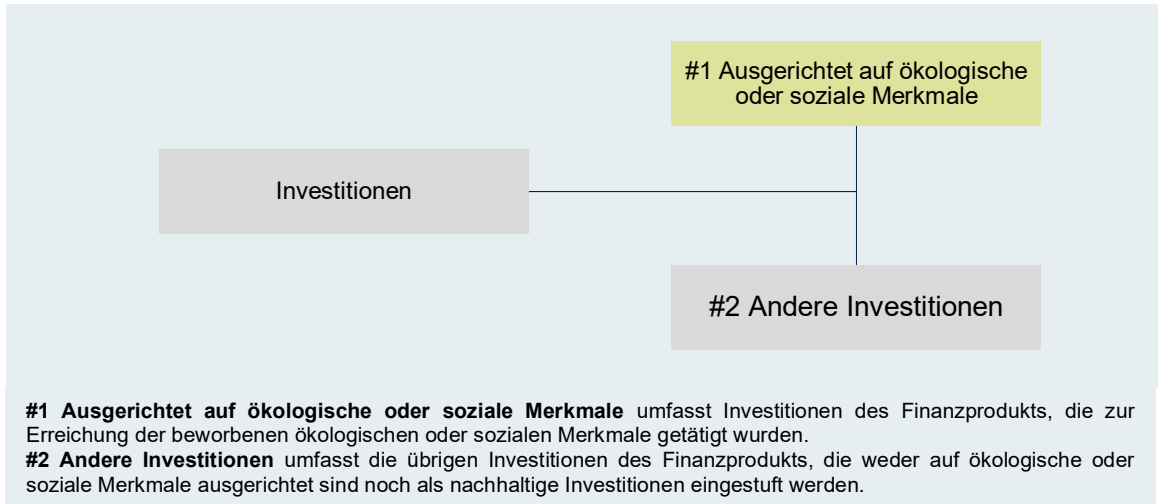 #1 Ausgerichtet auf ökologische
oder soziale Merkmale
Investitionen
#2 Andere Investitionen
#1 Ausgerichtet auf ökologische oder soziale Merkmale umfasst Investitionen des Finanzprodukts, die zur
Erreichung der beworbenen ökologischen oder sozialen Merkmale getätigt wurden.
#2 Andere Investitionen umfasst die übrigen Investitionen des Finanzprodukts, die weder auf ökologische oder
soziale Merkmale ausgerichtet sind noch als nachhaltige Investitionen eingestuft werden.